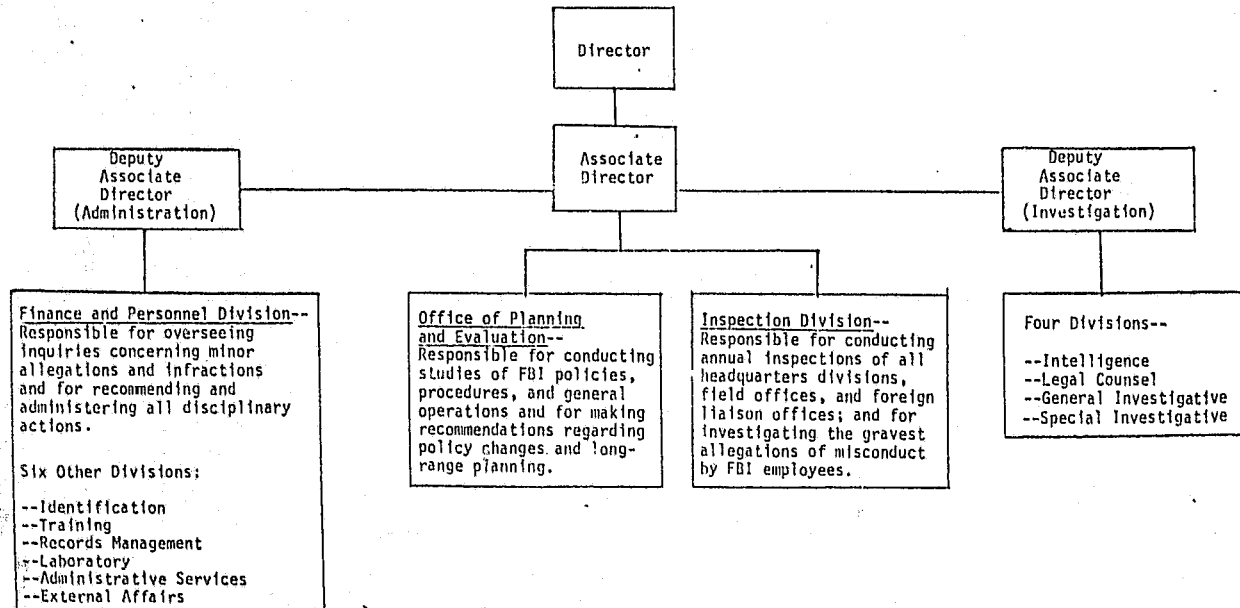 Director
Deputy
Associate
Director
(Administration)
Associate
Director
Deputy
Associate
Director
(Investigation)
Finance and Personnel Division--
Responsible for overseeing
inquiries concerning minor
allegations and infractions
and for recommending and
administering all disciplinary
actions.
Six Other Divisions:
--Identification
--Training
--Records Management
--Laboratory
--Administrative Services
--External Affairs
Office of Planning
and Evaluation--
Responsible for conducting
studies of FBI policies,
procedures, and general
operations and for making
recommendations regarding
policy changes and long-
range planning.
Inspection Division--
Responsible for conducting
annual inspections of all
headquarters divisions,
field offices, and foreign
liaison offices; and for
investigating the gravest
allegations of misconduct
by FBI employees.
Four Divisions--
--Intelligence
--Legal Counsel
--General Investigative
--Special Investigative